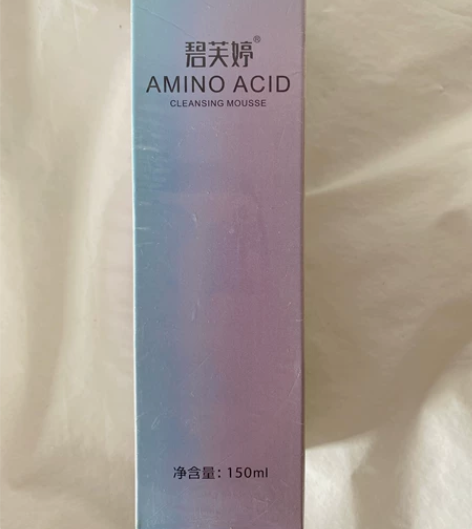 碧芙婷®
AMINO ACID
CLEANSING MOUSSE
净含量：150ml